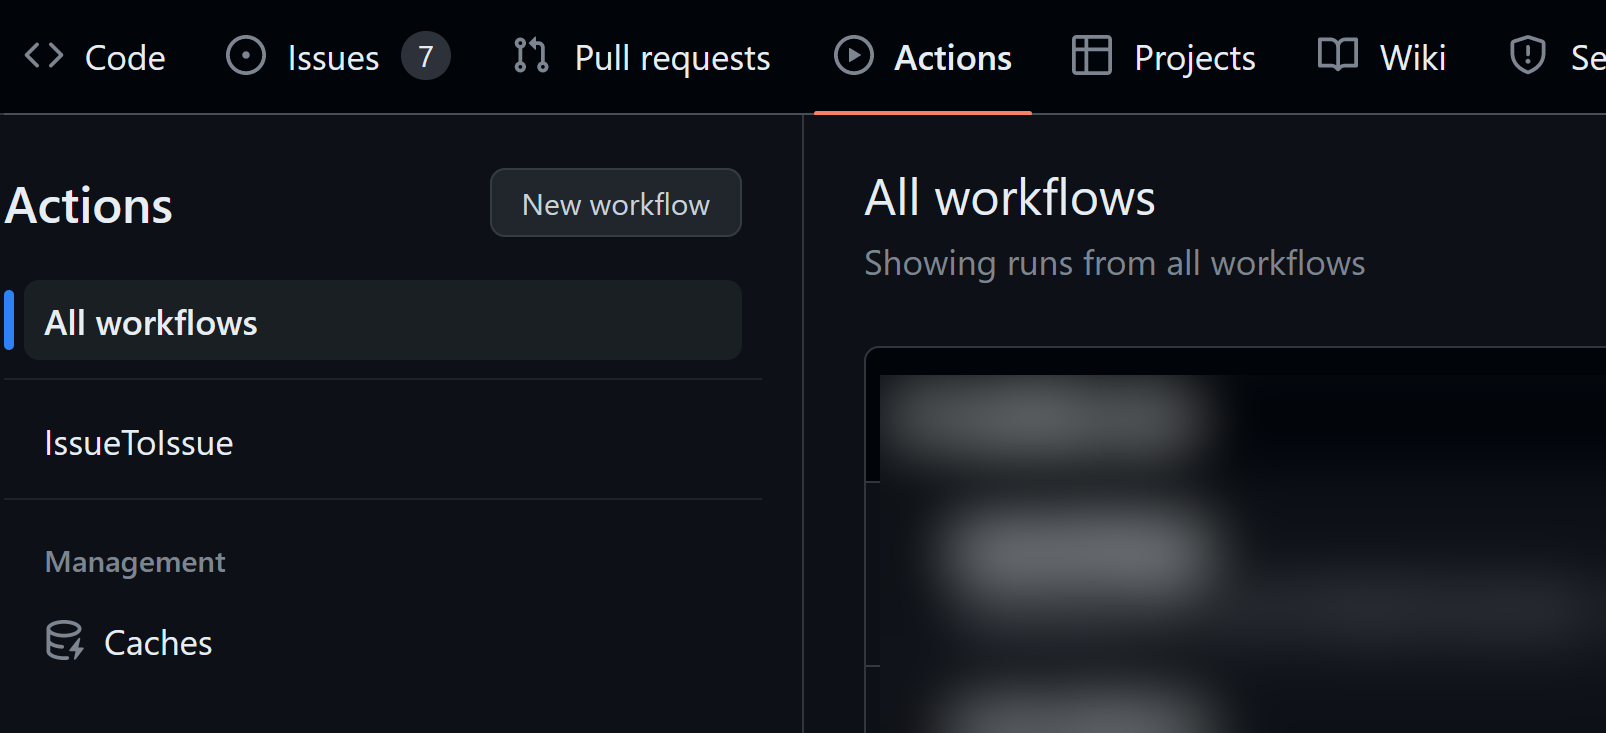 Code Issues 7 Pull requests Actions Projects Wiki Se
Actions
New workflow
All workflows
IssueToIssue
Management
Caches
All workflows
Showing runs from all workflows